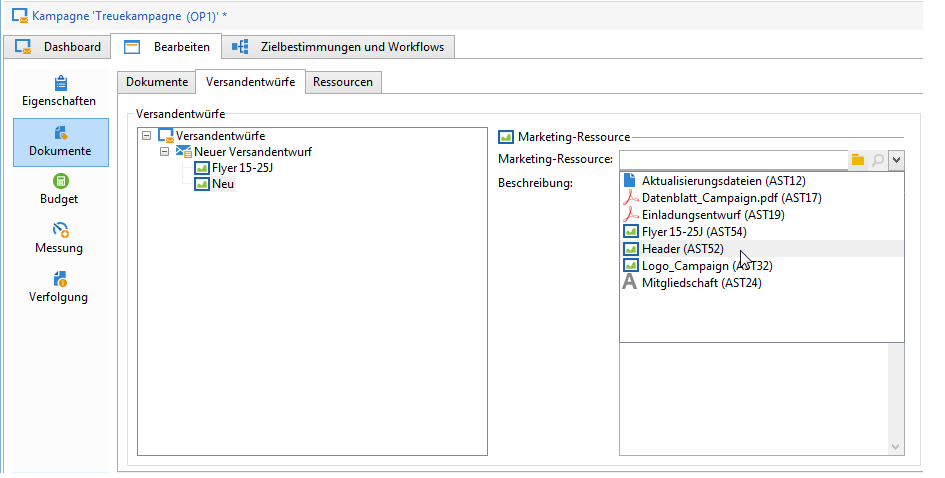 Kampagne 'Treuekampagne (OP1)' *
Dashboard Bearbeiten Zielbestimmungen und Workflows
Eigenschaften
Dokumente
Budget
Messung
Verfolgung
Dokumente Versandentwürfe Ressourcen
Versandentwürfe
Versandentwürfe
Neuer Versandentwurf
Flyer 15-25J
Neu
Marketing-Ressource
Marketing-Ressource:
Beschreibung:
Aktualisierungsdateien (AST12)
Datenblatt_Campaign.pdf (AST17)
Einladungsentwurf (AST19)
Flyer 15-25J (AST54)
Header (AST52)
Logo_Campaign (AST32)
Mitgliedschaft (AST24)